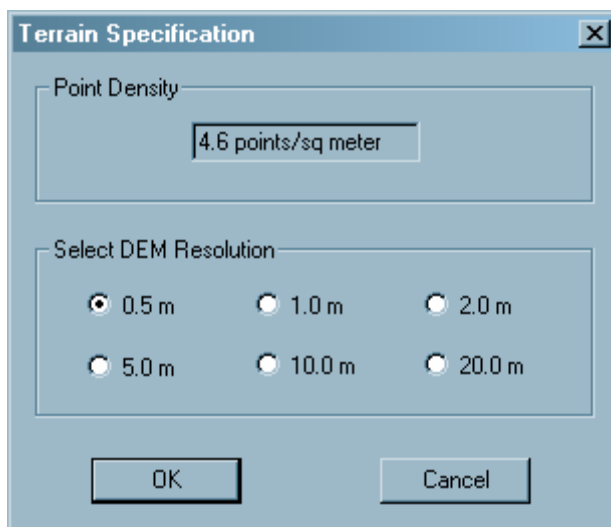 Terrain Specification
Point Density
4.6 points/sq meter
Select DEM Resolution
0.5 m 1.0 m 2.0 m
5.0 m 10.0 m 20.0 m
OK Cancel